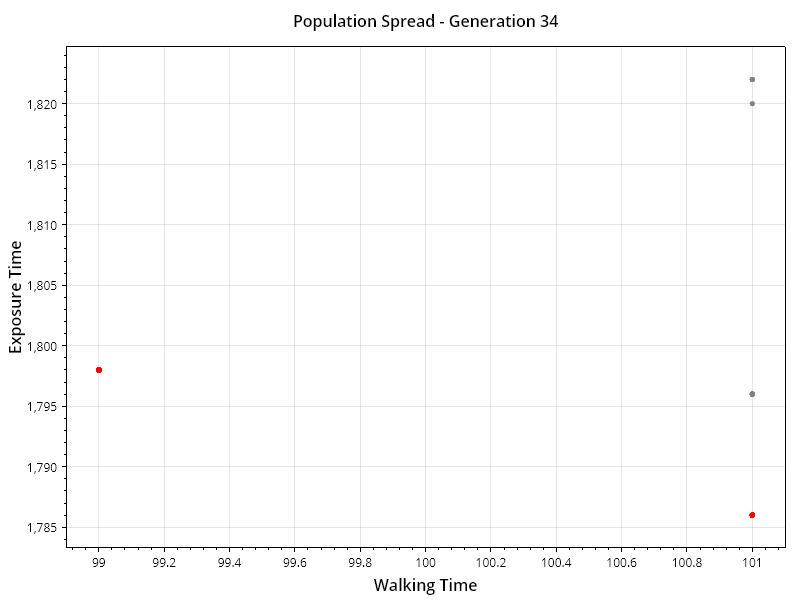 Population Spread - Generation 34
Exposure Time
1,820
1,815
1,810
1,805
1,800
1,795
1,790
1,785
99 99.2 99.4 99.6 99.8 100 100.2 100.4 100.6 100.8 101
Walking Time